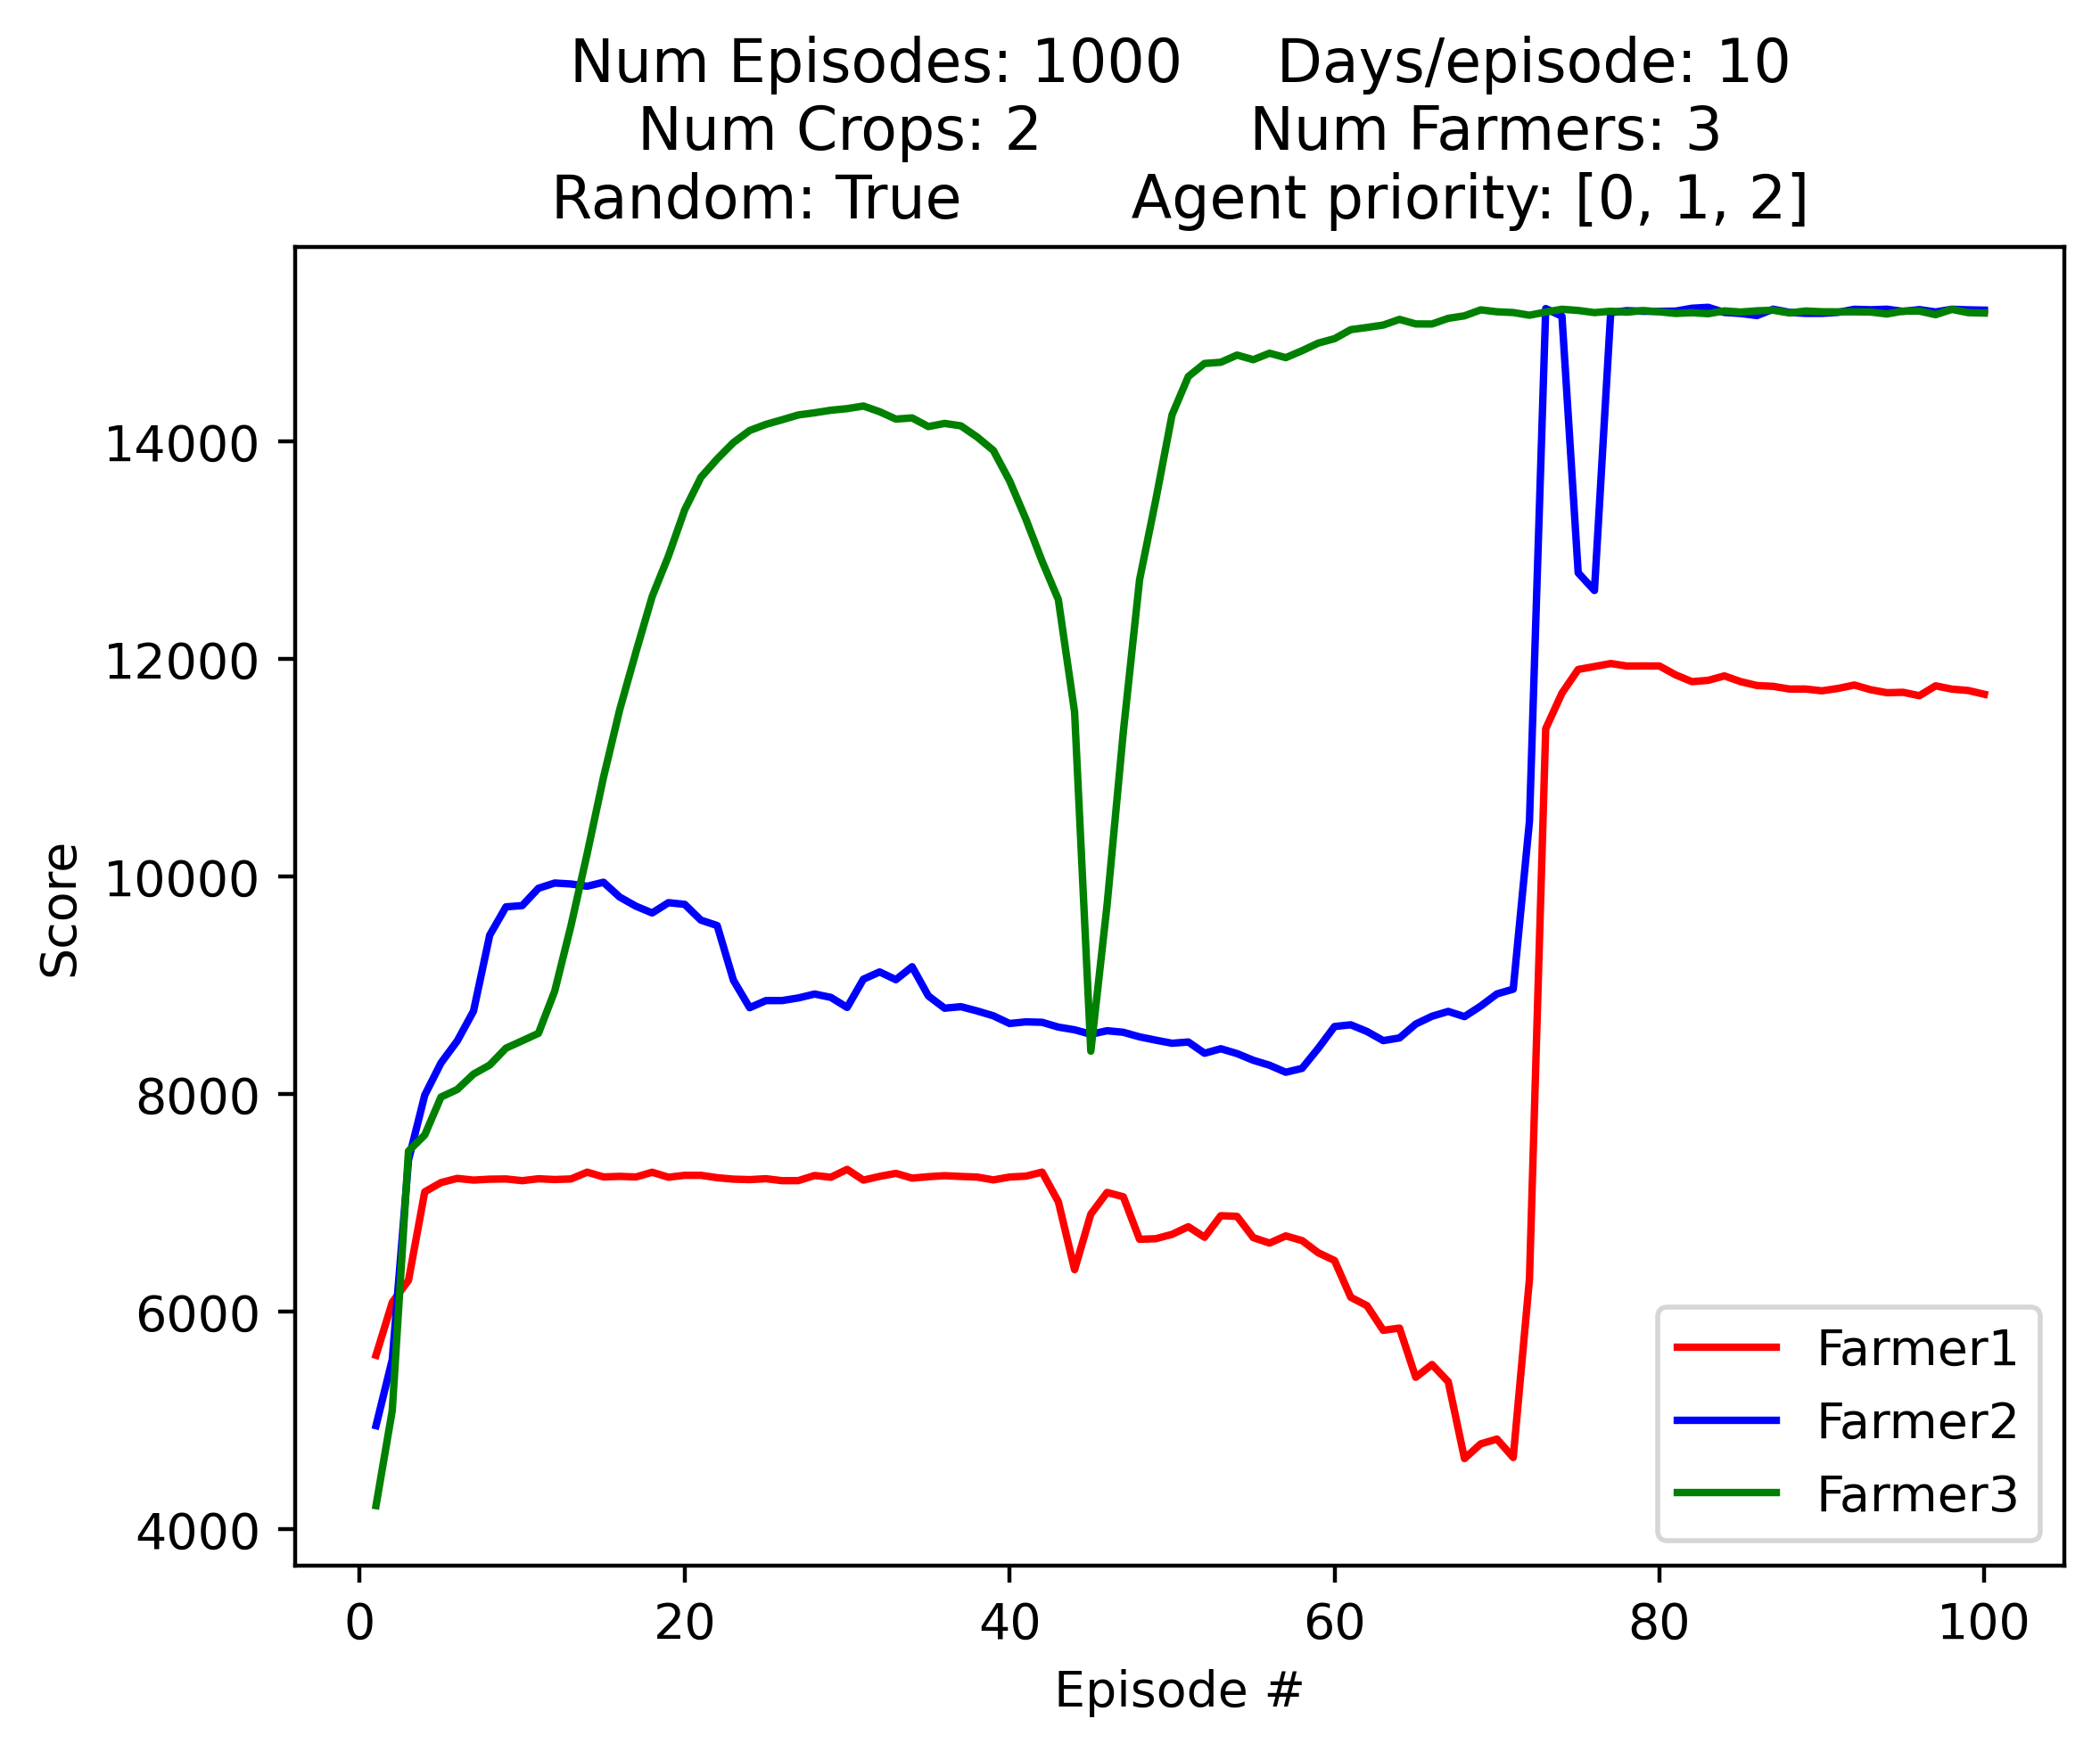 Num Episodes: 1000 Days/episode: 10
Num Crops: 2 Num Farmers: 3
Random: True Agent priority: [0, 1, 2]
14000
12000
10000
8000
6000
4000
Score
0 20 40 60 80 100
Episode #
Farmer1
Farmer2
Farmer3